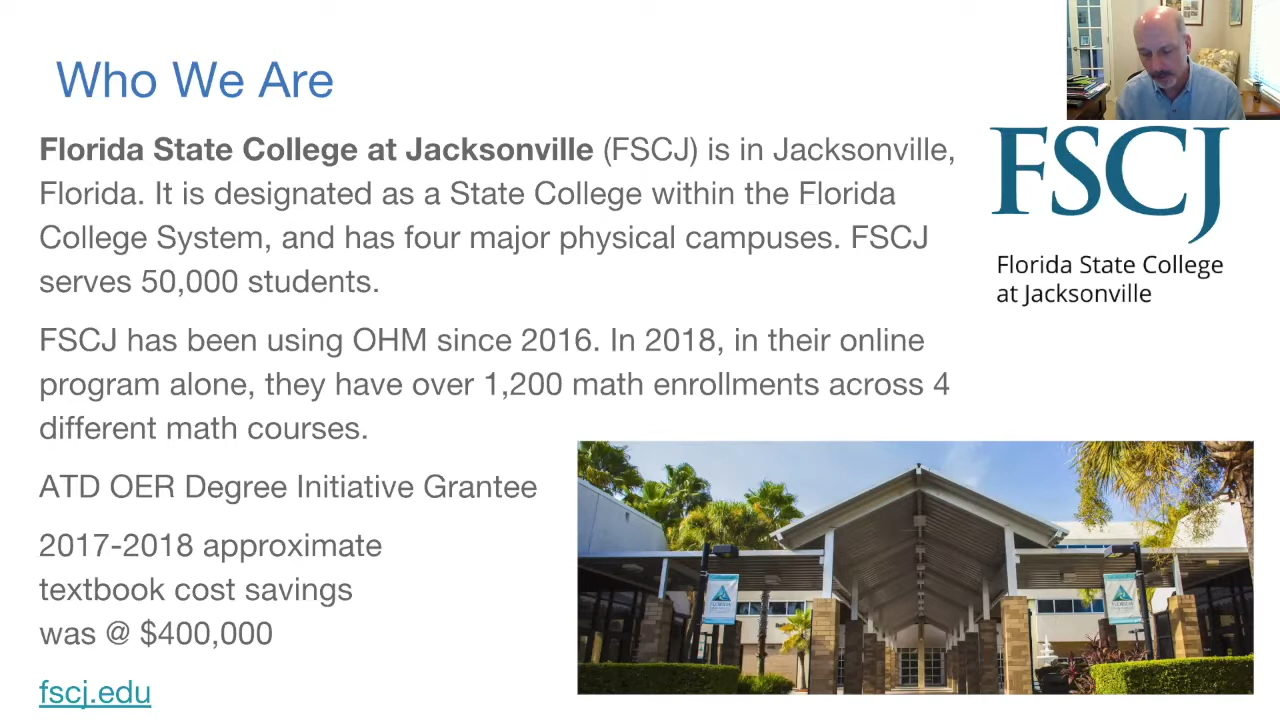 Who We Are
Florida State College at Jacksonville (FSCJ) is in Jacksonville,
Florida. It is designated as a State College within the Florida
College System, and has four major physical campuses. FSCJ
serves 50,000 students.
FSCJ has been using OHM since 2016. In 2018, in their online
program alone, they have over 1,200 math enrollments across 4
different math courses.
ATD OER Degree Initiative Grantee
2017-2018 approximate
textbook cost savings
was @ $400,000
fscj.edu
FSCJ
Florida State College
at Jacksonville